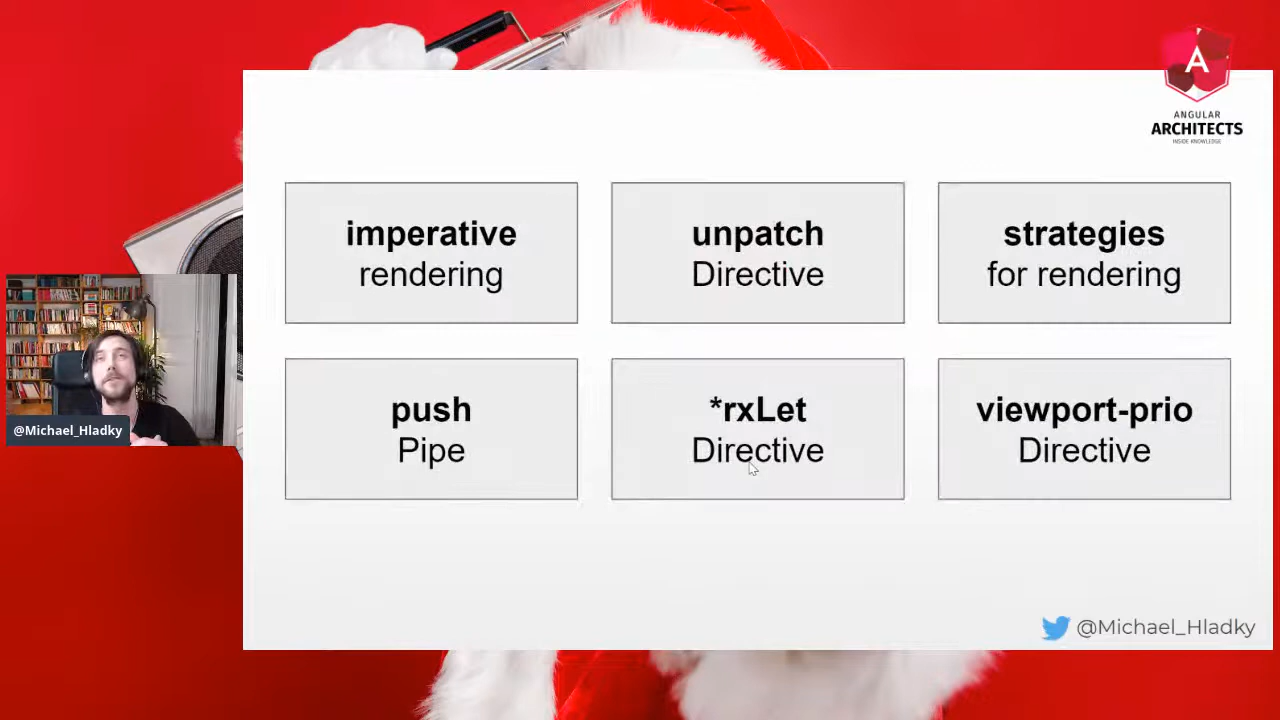 ANGULAR
ARCHITECTS
INSIDE KNOWLEDGE
imperative
rendering
unpatch
Directive
strategies
for rendering
push
Pipe
*rxLet
Directive
viewport-prio
Directive
@Michael_Hladky
@Michael_Hladky